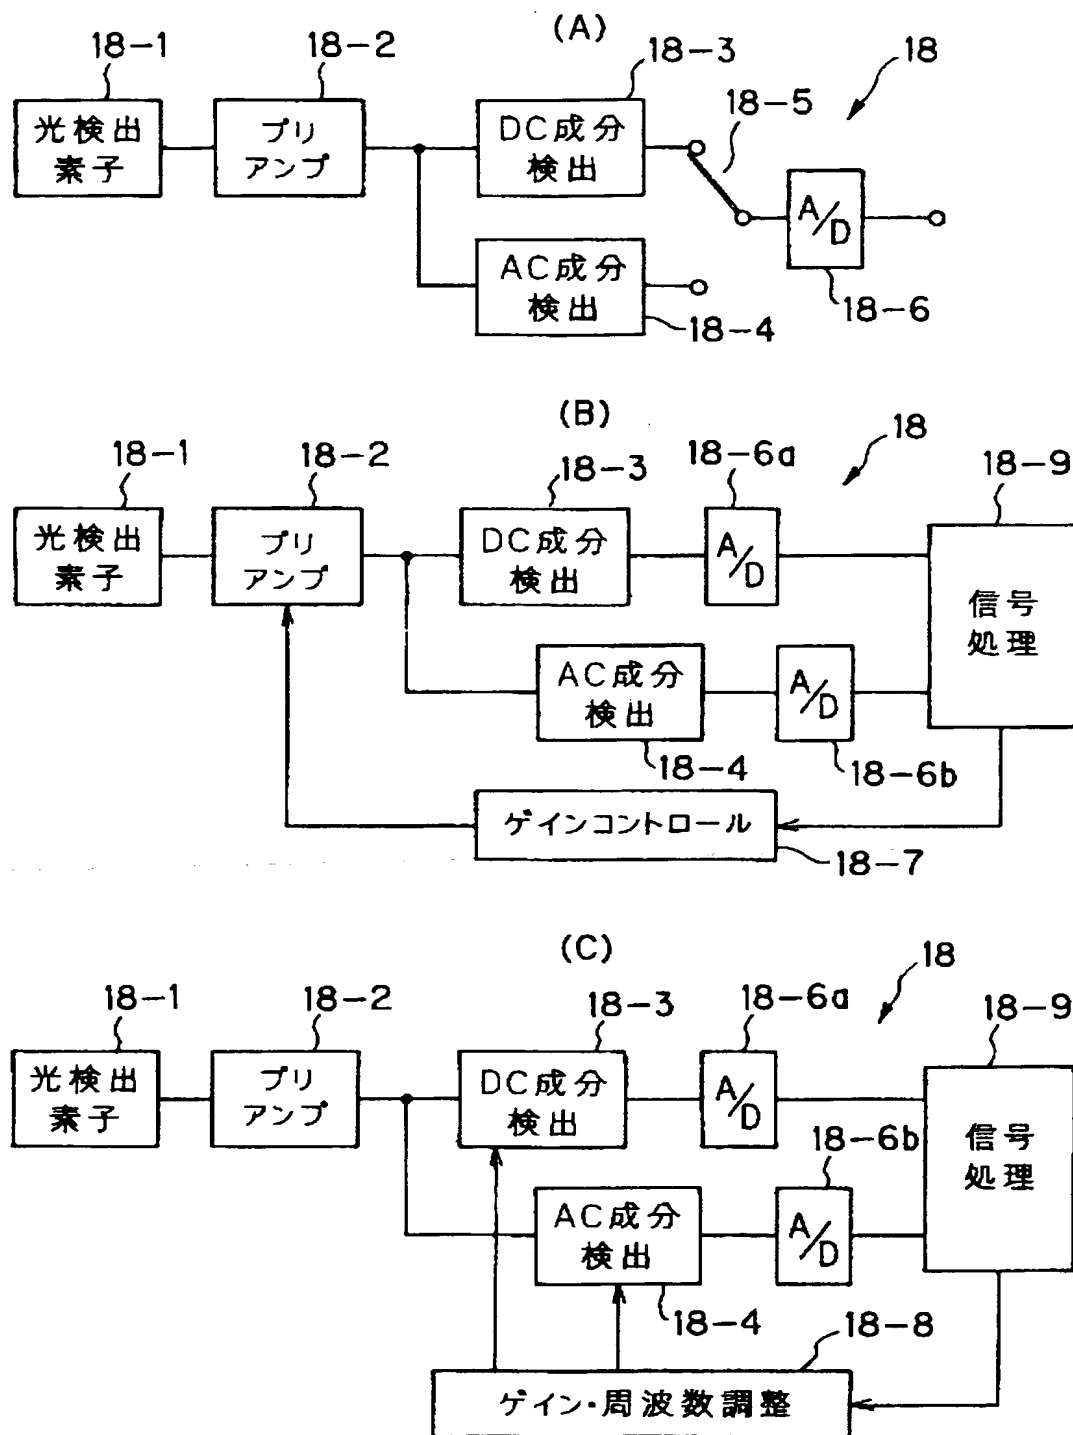 (A)
18-1
18-2
18-3
18
18-5
光検出
素子
プリ
アンプ
DC成分
検出
A/D
AC成分
検出
18-4
18-6
(B)
18-1
18-2
18-3
18-6a
18
18-9
光検出
素子
プリ
アンプ
DC成分
検出
A/D
信号
処理
AC成分
検出
A/D
18-4
18-6b
ゲインコントロール
18-7
(C)
18-1
18-2
18-3
18-6a
18
18-9
光検出
素子
プリ
アンプ
DC成分
検出
A/D
18-6b
信号
処理
AC成分
検出
A/D
18-4
18-8
ゲイン・周波数調整